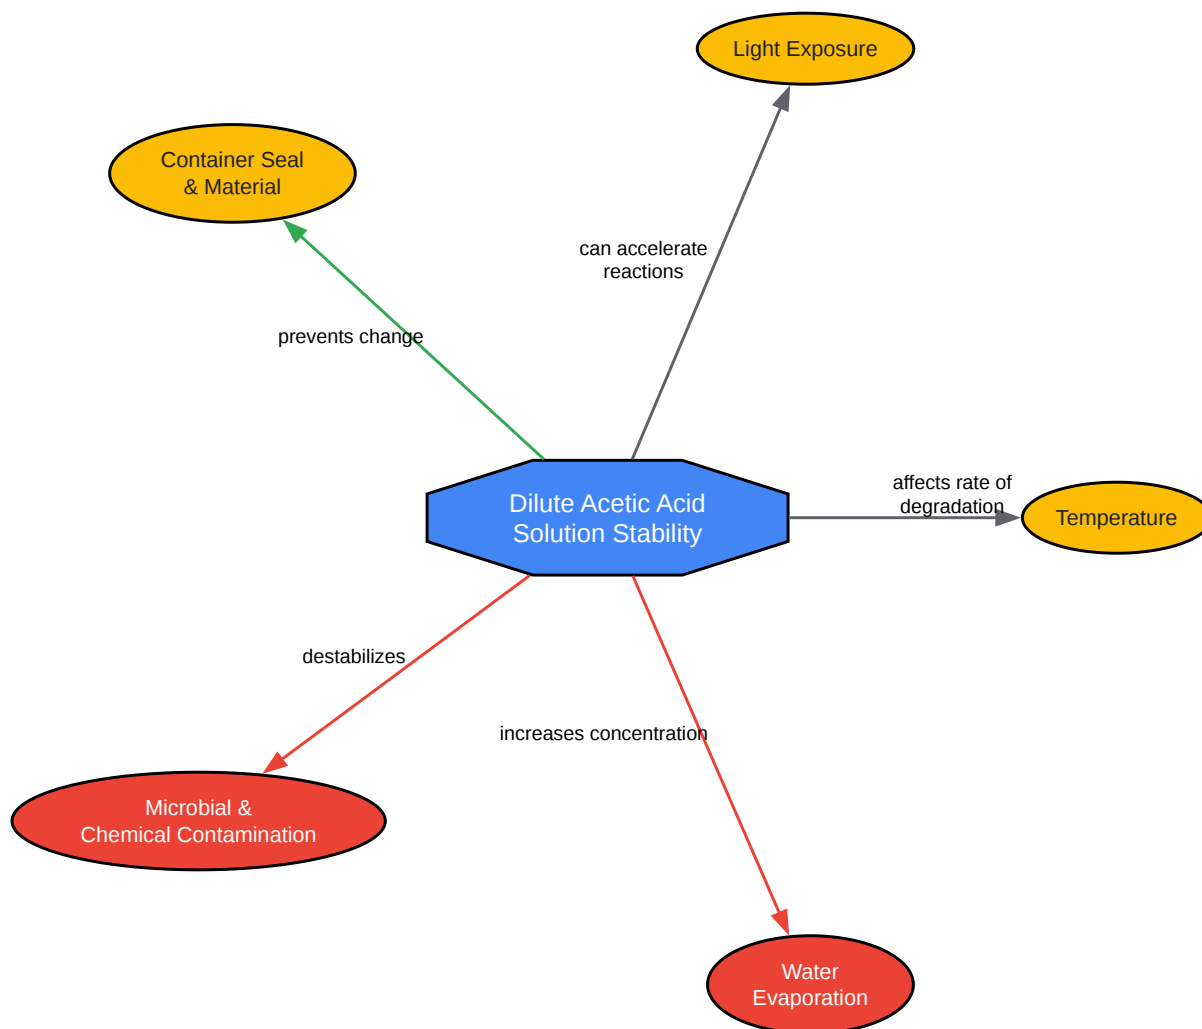 Light Exposure
Container Seal
& Material
can accelerate
reactions
prevents change
affects rate of
degradation
Dilute Acetic Acid
Solution Stability
Temperature
destabilizes
increases concentration
Microbial &
Chemical Contamination
Water
Evaporation